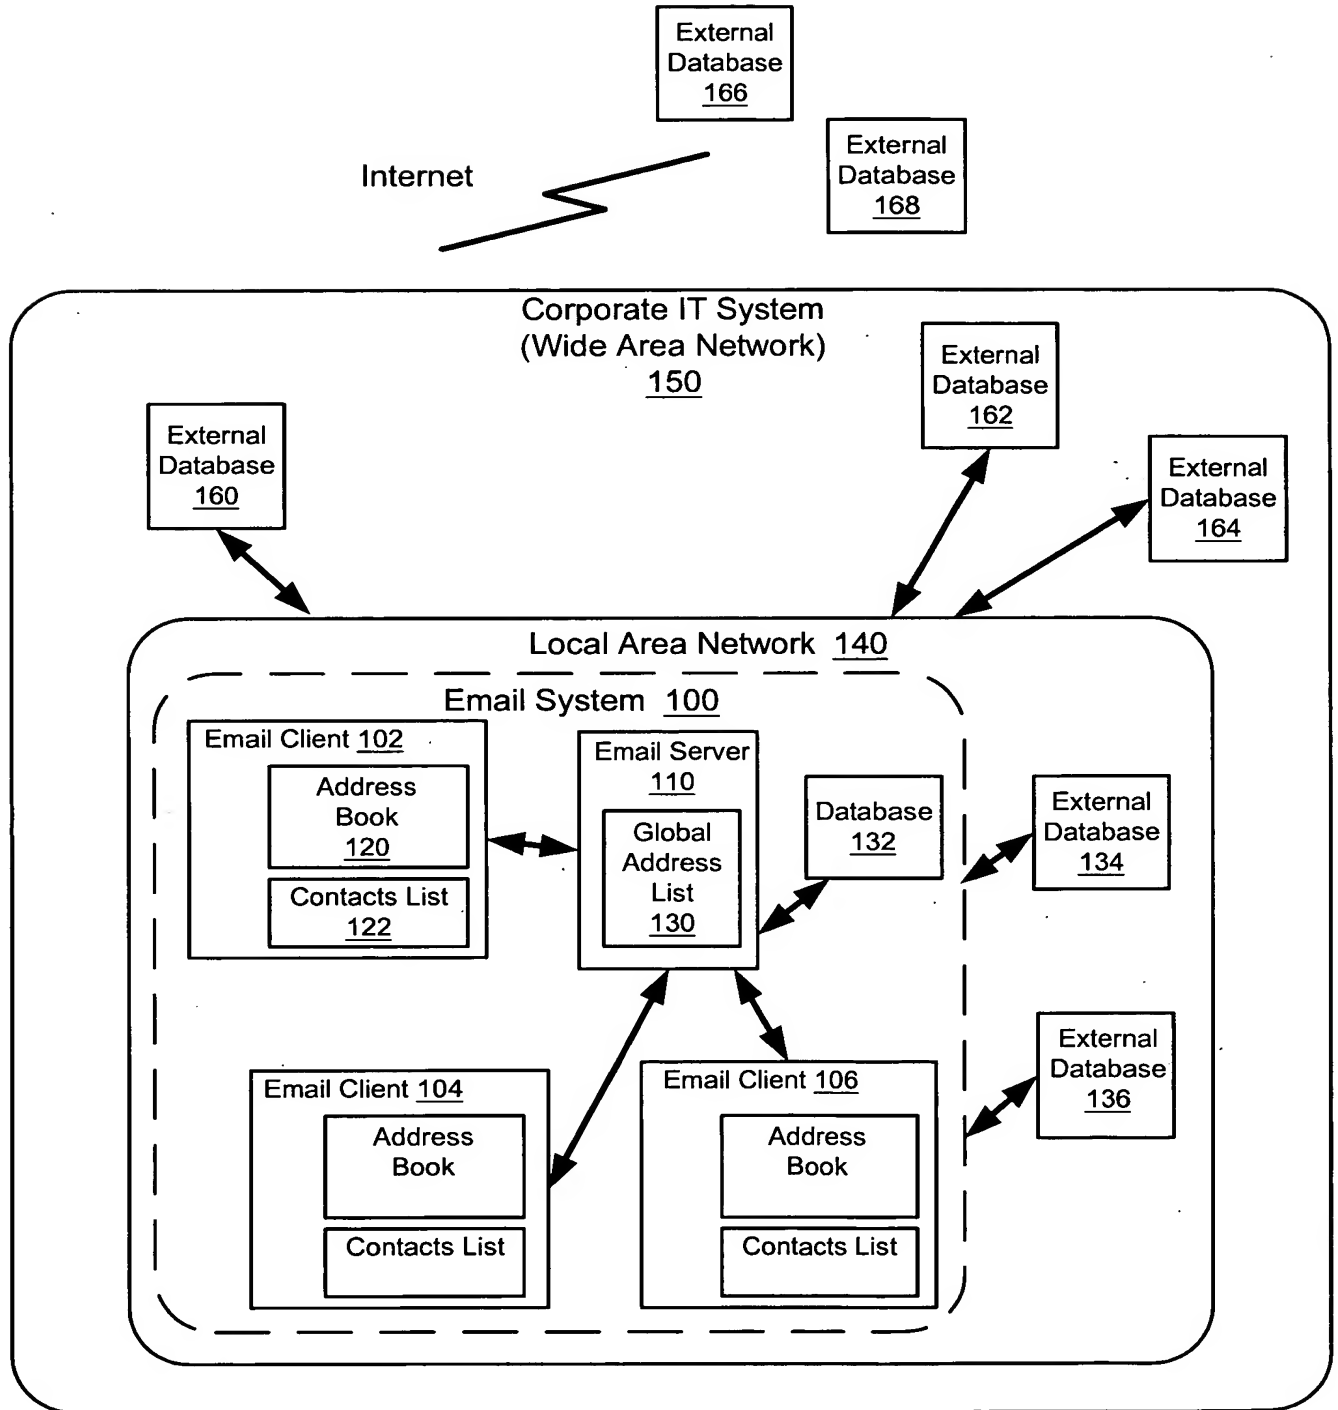 External
Database
166
External
Database
168
Internet
Corporate IT System
(Wide Area Network)
150
External
Database
162
External
Database
160
External
Database
164
Local Area Network 140
Email System 100
Email Client 102
Address
Book
120
Contacts List
122
Email Server
110
Global
Address
List
130
Database
132
External
Database
134
External
Database
136
Email Client 104
Address
Book
Contacts List
Email Client 106
Address
Book
Contacts List